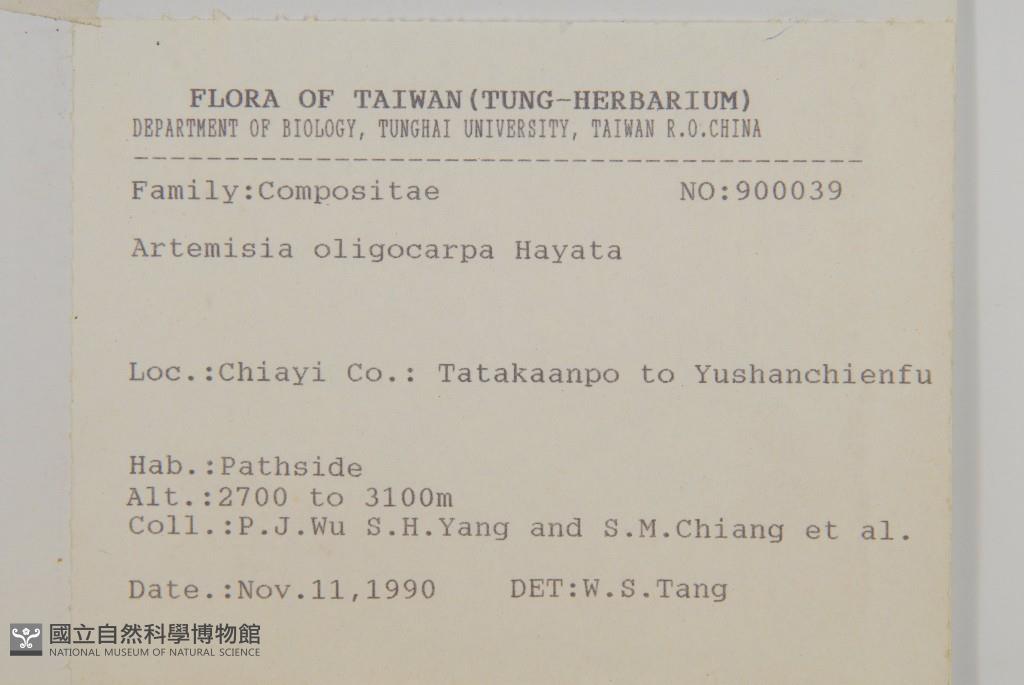 FLORA OF TAIWAN(TUNG-HERBARIUM)
DEPARTMENT OF BIOLOGY, TUNGHAI UNIVERSITY, TAIWAN R.O.CHINA
----------------------------------------
Family:Compositae NO:900039
Artemisia oligocarpa Hayata
Loc.:Chiayi Co.: Tatakaanpo to Yushanchienfu
Hab.:Pathside
Alt.:2700 to 3100m
Coll.:P.J.Wu S.H.Yang and S.M.Chiang et al.
Date.:Nov.11,1990 DET:W.S.Tang
國立自然科學博物館
NATIONAL MUSEUM OF NATURAL SCIENCE